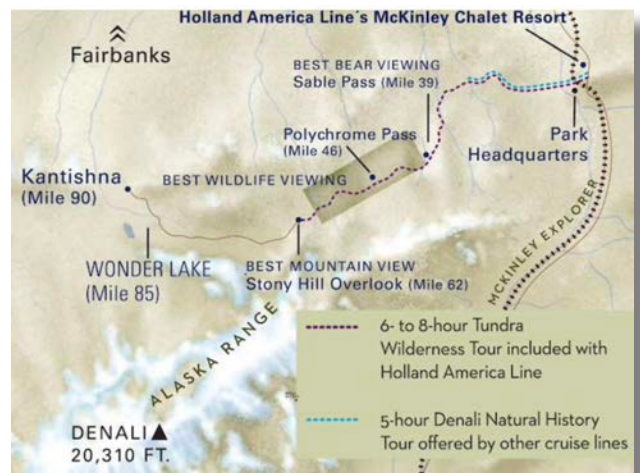 Holland America Line's McKinley Chalet Resort
Fairbanks
BEST BEAR VIEWING
Sable Pass (Mile 39)
Polychrome Pass
(Mile 46)
Park
Headquarters
Kantishna
(Mile 90)
BEST WILDLIFE VIEWING
WONDER LAKE
(Mile 85)
BEST MOUNTAIN VIEW
Stony Hill Overlook (Mile 62)
MCKINLEY EXPLORER
ALASKA RANGE
DENALI
20,310 FT.
6- to 8-hour Tundra
Wilderness Tour included with
Holland America Line
5-hour Denali Natural History
Tour offered by other cruise lines